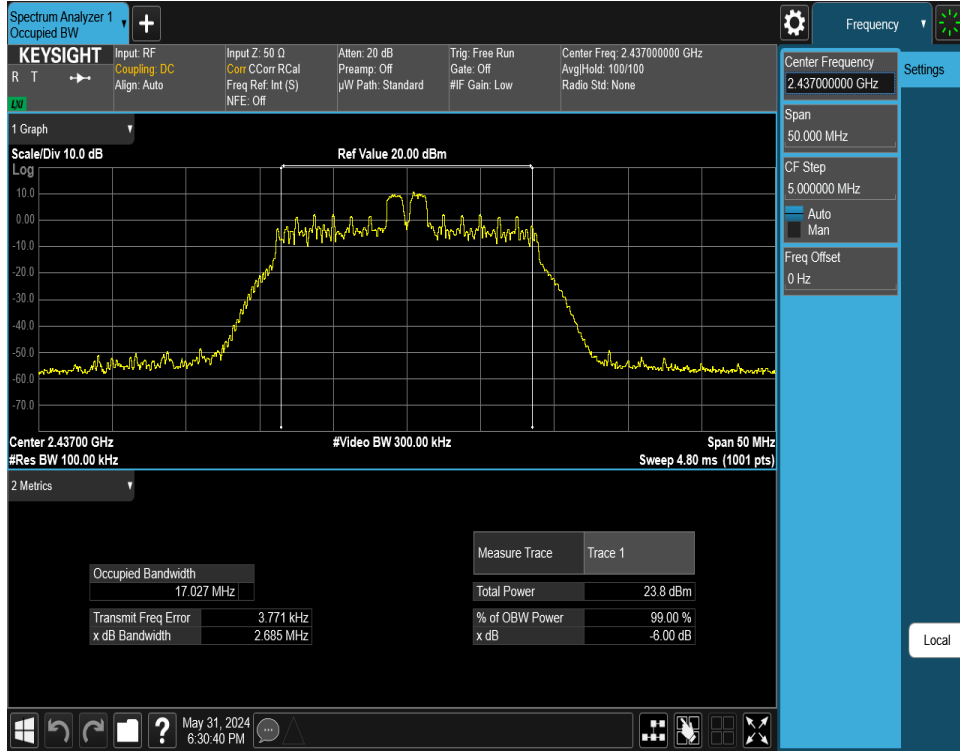 Spectrum Analyzer 1
Occupied BW
+
Frequency
KEYSIGHT
R T
LXI
Input: RF
Coupling: DC
Align: Auto
Input Z: 50 Ω
Corr CCorr RCal
Freq Ref: Int (S)
NFE: Off
Atten: 20 dB
Preamp: Off
µW Path: Standard
Trig: Free Run
Gate: Off
#IF Gain: Low
Center Freq: 2.437000000 GHz
Avg|Hold: 100/100
Radio Std: None
Center Frequency
2.437000000 GHz
Settings
Span
50.000 MHz
CF Step
5.000000 MHz
Auto
Man
Freq Offset
0 Hz
Local
1 Graph
Scale/Div 10.0 dB
Ref Value 20.00 dBm
Log
10.0
0.00
-10.0
-20.0
-30.0
-40.0
-50.0
-60.0
-70.0
Center 2.43700 GHz
#Video BW 300.00 kHz
Span 50 MHz
#Res BW 100.00 kHz
Sweep 4.80 ms (1001 pts)
2 Metrics
Occupied Bandwidth
17.027 MHz
Transmit Freq Error 3.771 kHz
x dB Bandwidth 2.685 MHz
Measure Trace Trace 1
Total Power 23.8 dBm
% of OBW Power 99.00 %
x dB -6.00 dB
?
May 31, 2024
6:30:40 PM